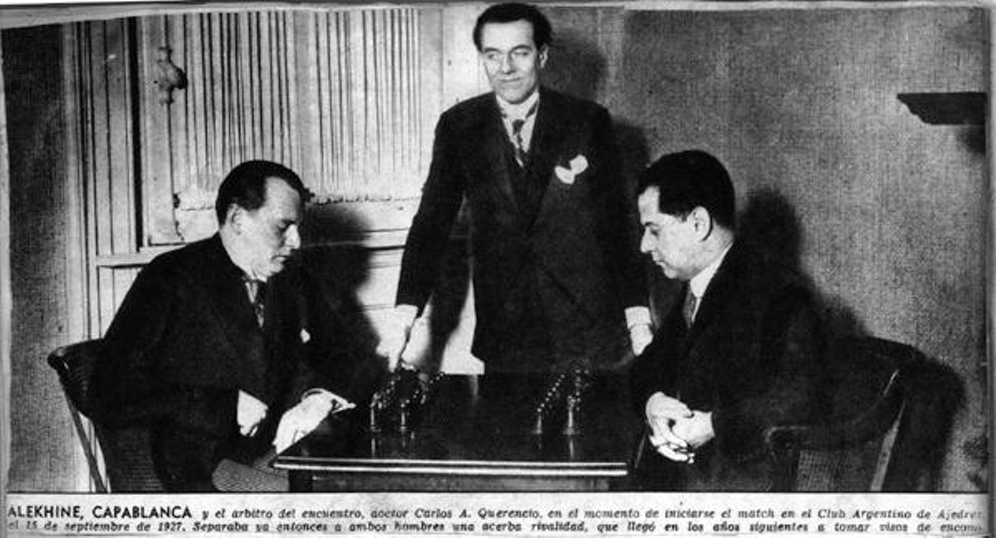 ALEKHINE, CAPABLANCA y el arbitro del encuentro, doctor Carlos A. Querencio, en el momento de iniciarse el match en el Club Argentino de Ajedrez
el 15 de septiembre de 1927. Separaba ya entonces a ambos hombres una acerba rivalidad, que llegó en los años siguientes a tomar visos de encono.